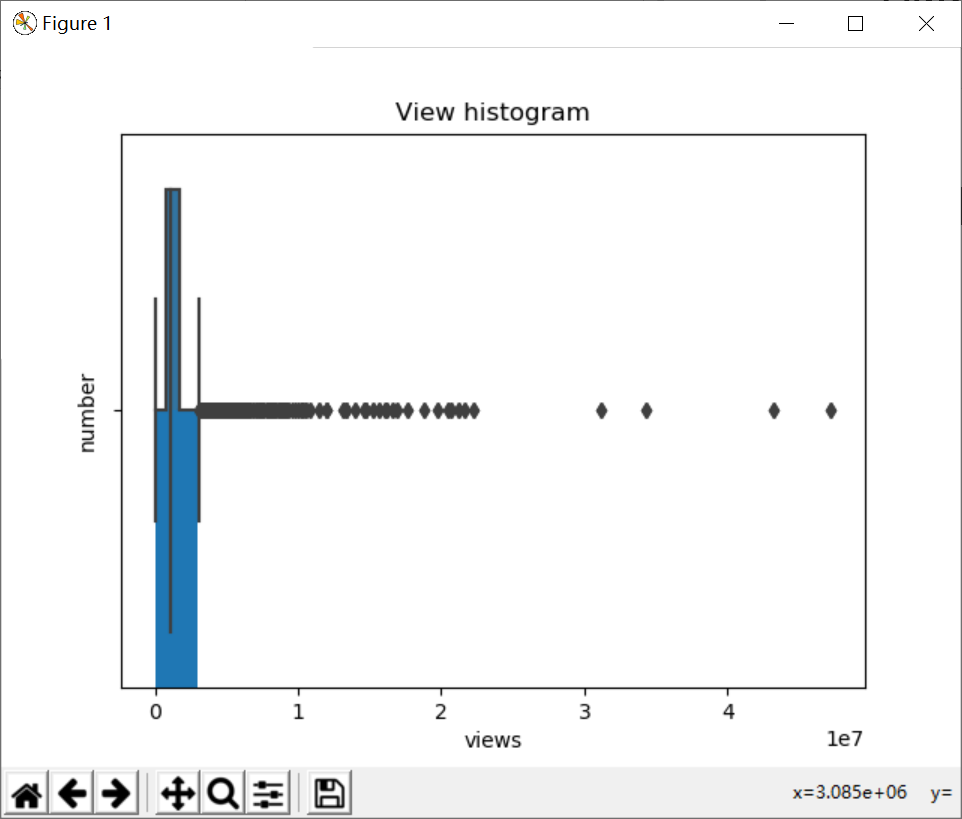 Figure 1
View histogram
number
0 1 2 3 4
views
1e7
x=3.085e+06 y=